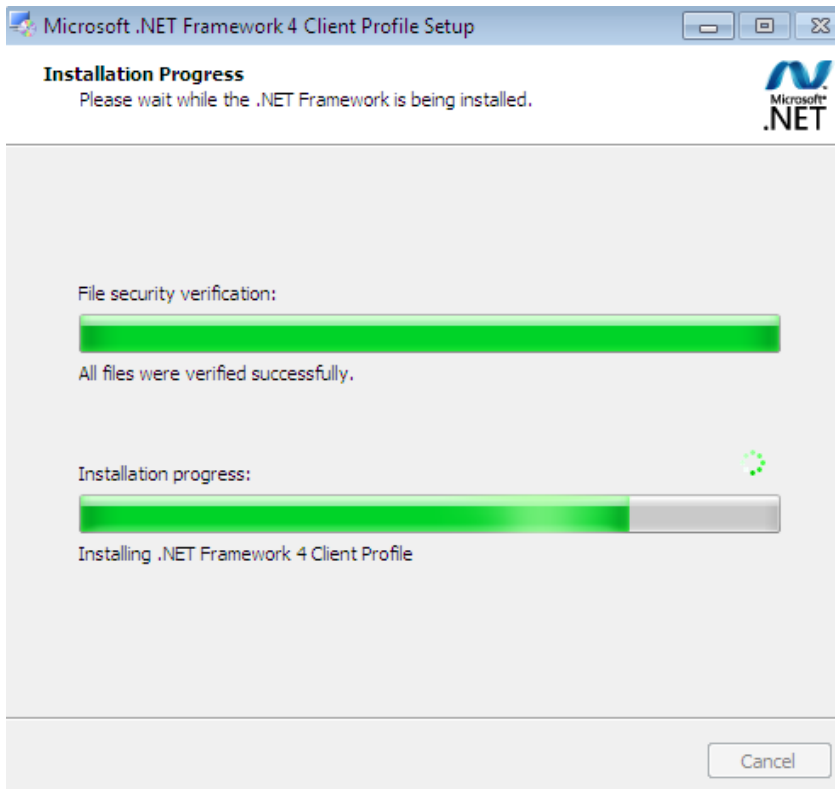 Microsoft .NET Framework 4 Client Profile Setup
Installation Progress
Please wait while the .NET Framework is being installed.
Microsoft®
.NET
File security verification:
All files were verified successfully.
Installation progress:
Installing .NET Framework 4 Client Profile
Cancel